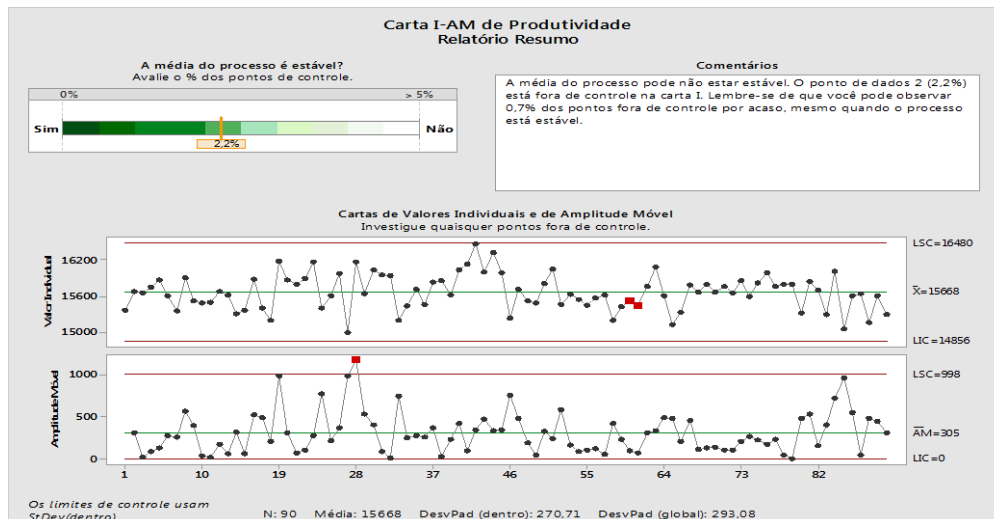 Carta I-AM de Produtividade
Relatório Resumo
A média do processo é estável?
Avalie o % dos pontos de controle.
0%
> 5%
Sim
Não
2,2%
Comentários
A média do processo pode não estar estável. O ponto de dados 2 (2,2%)
está fora de controle na carta I. Lembre-se de que você pode observar
0,7% dos pontos fora de controle por acaso, mesmo quando o processo
está estável.
Cartas de Valores Individuais e de Amplitude Móvel
Investigue quaisquer pontos fora de controle.
Valor Individual
16200
15600
15000
LSC=16480
X̄=15668
LIC=14856
Amplitude Móvel
1000
500
0
LSC=998
A̅M̅=305
LIC=0
1 10 19 28 37 46 55 64 73 82
Os limites de controle usam
StDev(dentro)
N: 90 Média: 15668 DesvPad (dentro): 270,71 DesvPad (global): 293,08